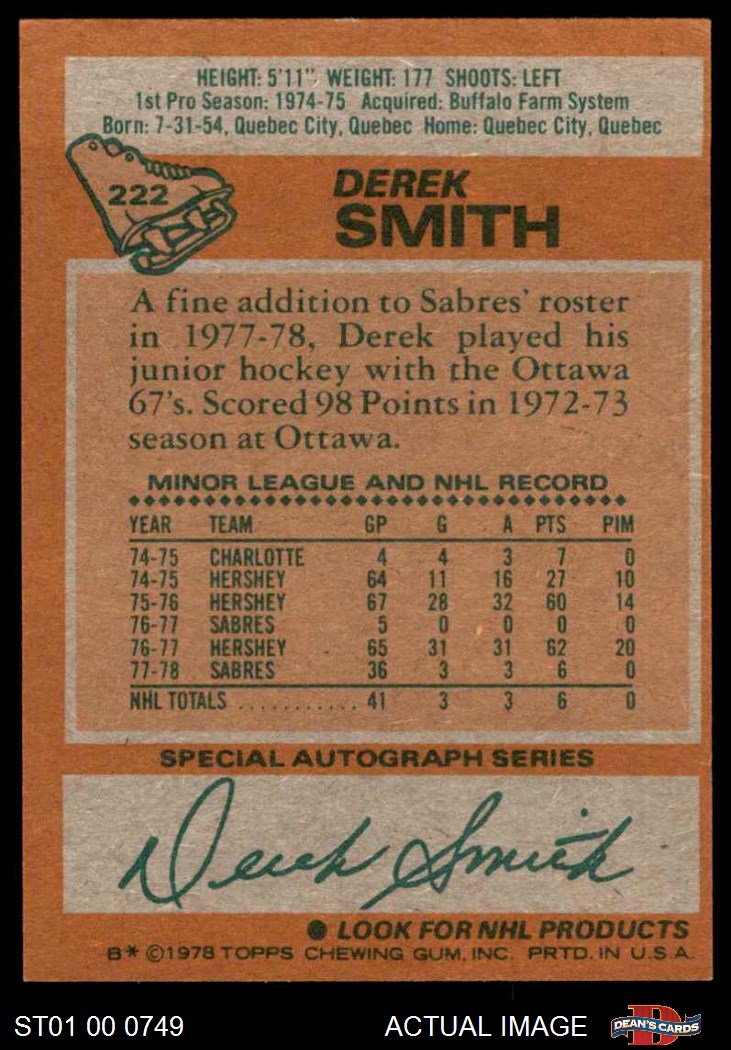 HEIGHT: 5'11" WEIGHT: 177 SHOOTS: LEFT
1st Pro Season: 1974-75 Acquired: Buffalo Farm System
Born: 7-31-54, Quebec City, Quebec Home: Quebec City, Quebec
222
DEREK
SMITH
A fine addition to Sabres' roster
in 1977-78, Derek played his
junior hockey with the Ottawa
67's. Scored 98 Points in 1972-73
season at Ottawa.
MINOR LEAGUE AND NHL RECORD
YEAR TEAM GP G A PTS PIM
74-75 CHARLOTTE 4 4 3 7 0
74-75 HERSHEY 64 11 16 27 10
75-76 HERSHEY 67 28 32 60 14
76-77 SABRES 5 0 0 0 0
76-77 HERSHEY 65 31 31 62 20
77-78 SABRES 36 3 3 6 0
NHL TOTALS ........... 41 3 3 6 0
SPECIAL AUTOGRAPH SERIES
Derek Smith
● LOOK FOR NHL PRODUCTS
B* ©1978 TOPPS CHEWING GUM, INC. PRTD. IN U.S.A.
ST01 00 0749 ACTUAL IMAGE DEAN'S CARDS